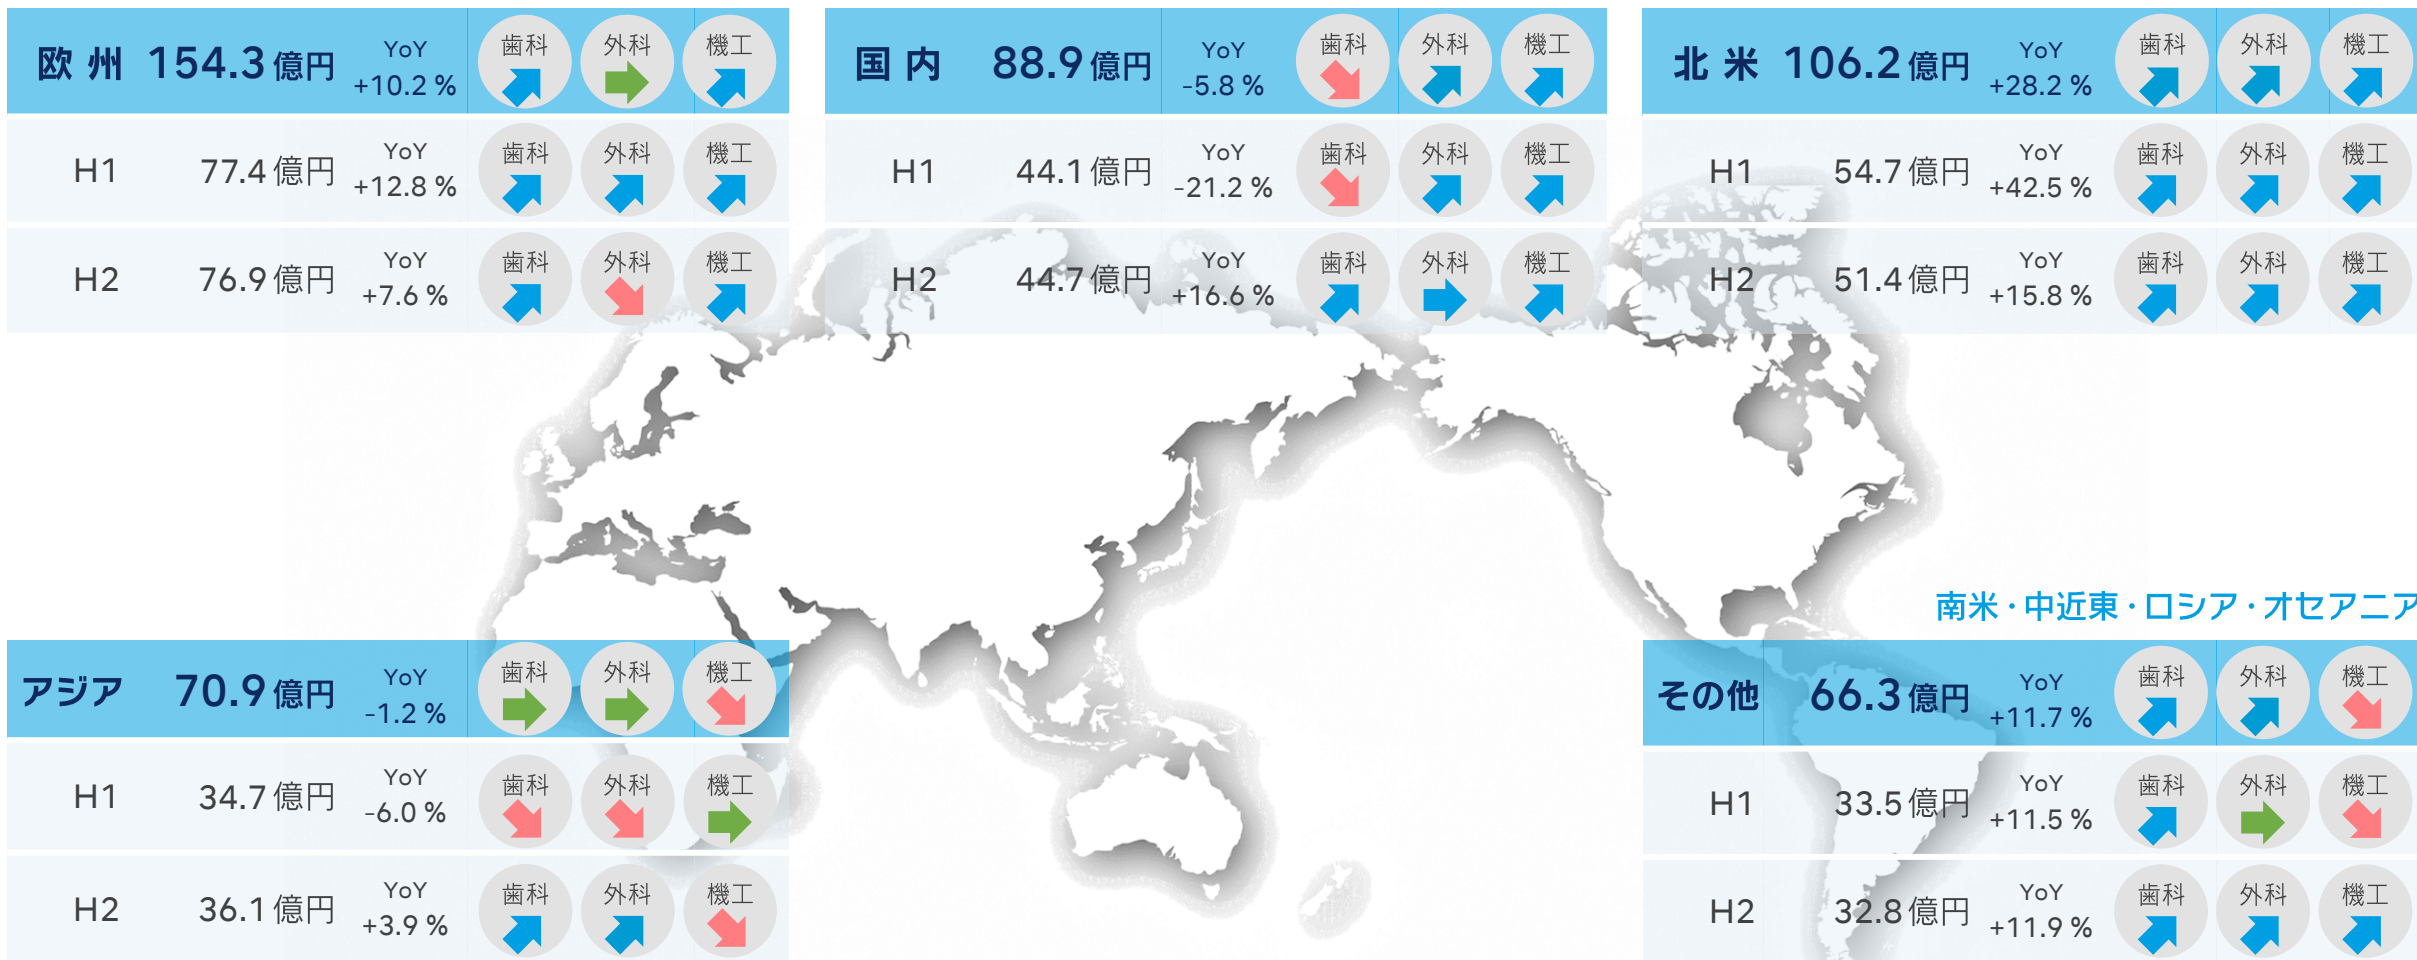 欧 州 154.3 億円 YoY +10.2 % 歯科 外科 機工
H1 77.4 億円 YoY +12.8 % 歯科 外科 機工
H2 76.9 億円 YoY +7.6 % 歯科 外科 機工
国 内 88.9 億円 YoY -5.8 % 歯科 外科 機工
H1 44.1 億円 YoY -21.2 % 歯科 外科 機工
H2 44.7 億円 YoY +16.6 % 歯科 外科 機工
北 米 106.2 億円 YoY +28.2 % 歯科 外科 機工
H1 54.7 億円 YoY +42.5 % 歯科 外科 機工
H2 51.4 億円 YoY +15.8 % 歯科 外科 機工
アジア 70.9 億円 YoY -1.2 % 歯科 外科 機工
H1 34.7 億円 YoY -6.0 % 歯科 外科 機工
H2 36.1 億円 YoY +3.9 % 歯科 外科 機工
南米・中近東・ロシア・オセアニア
その他 66.3 億円 YoY +11.7 % 歯科 外科 機工
H1 33.5 億円 YoY +11.5 % 歯科 外科 機工
H2 32.8 億円 YoY +11.9 % 歯科 外科 機工